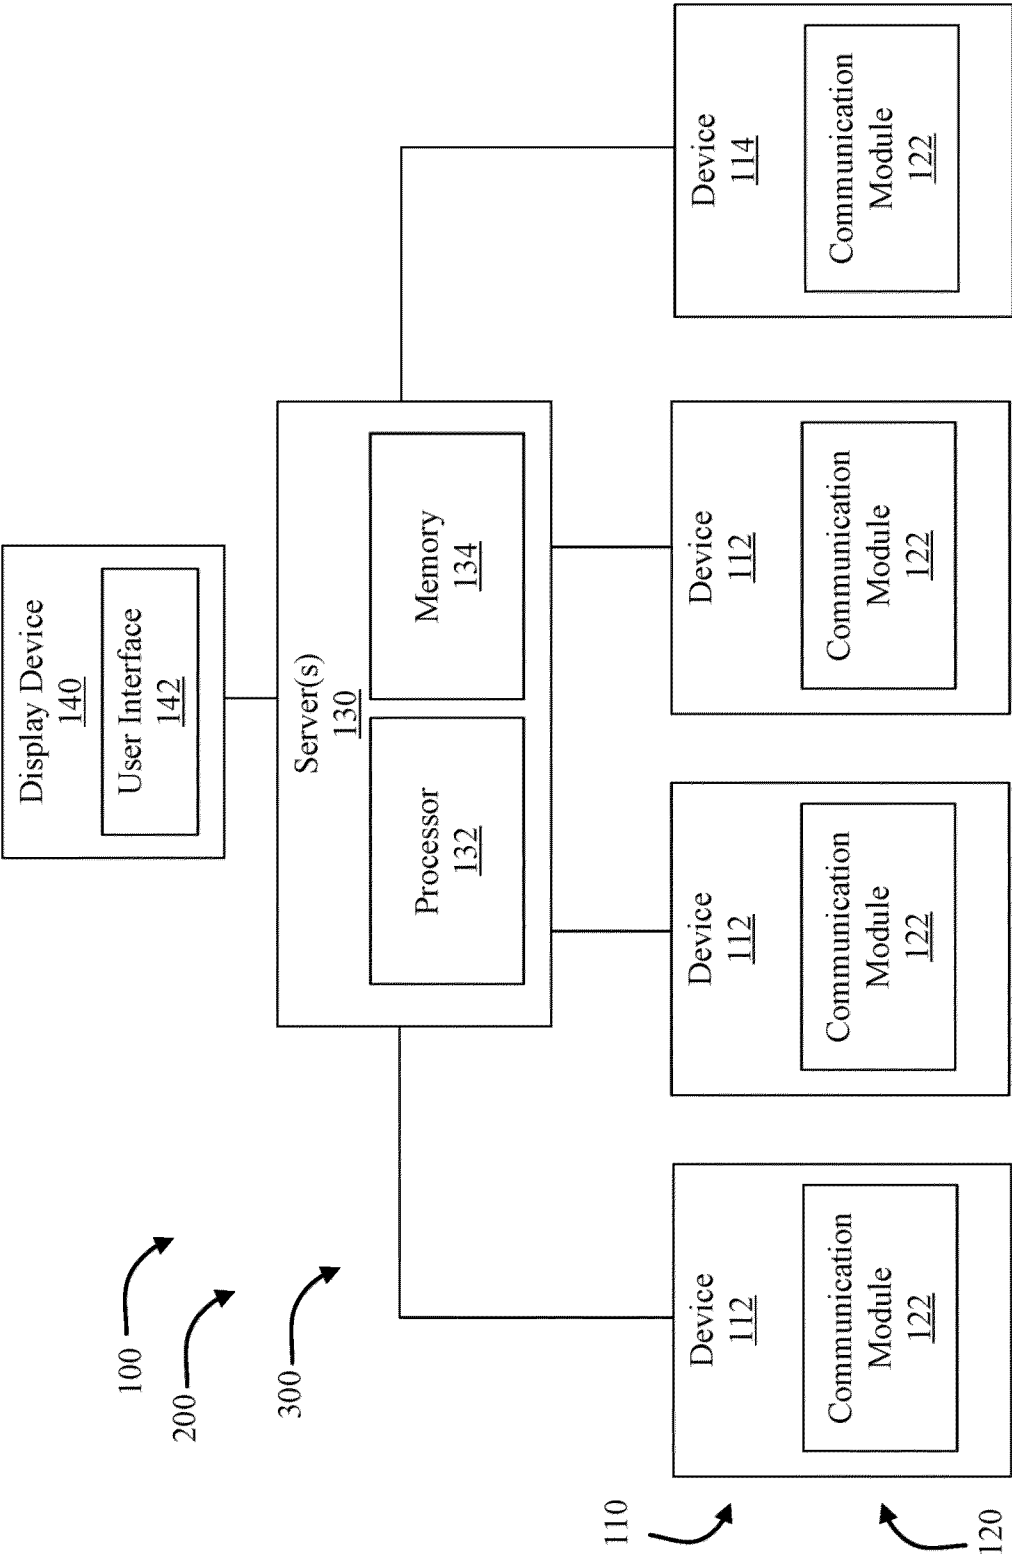 Display Device
140
User Interface
142
100
200
300
Server(s)
130
Processor
132
Memory
134
110
Device
112
Communication
Module
122
Device
112
Communication
Module
122
Device
112
Communication
Module
122
Device
114
Communication
Module
122
120